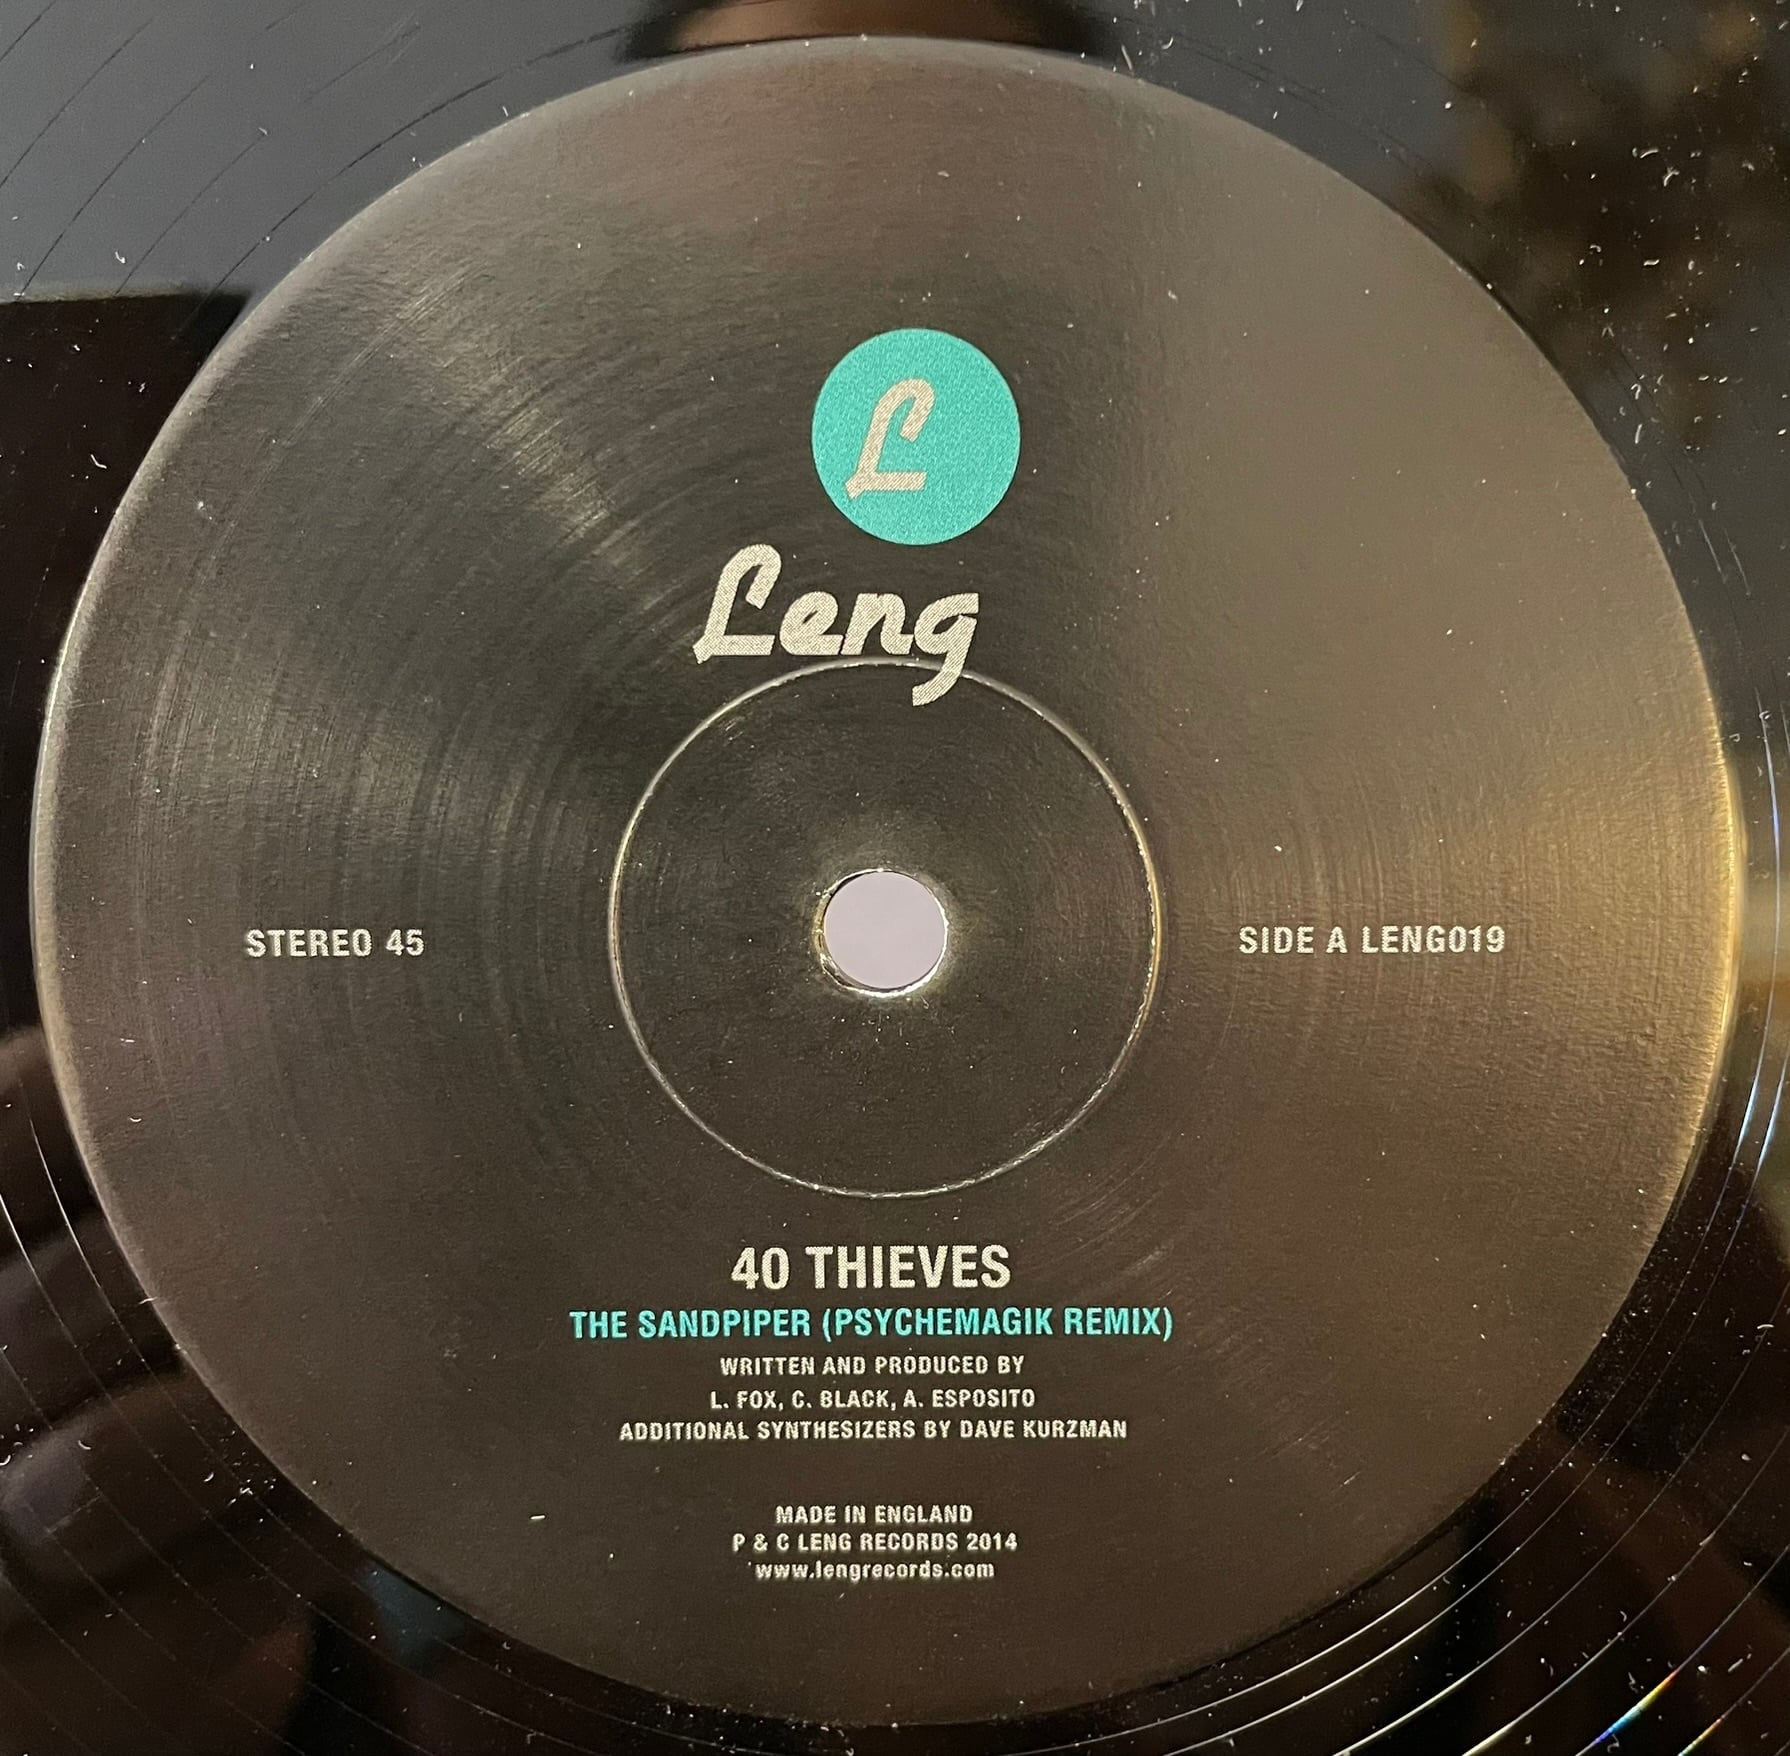 L
Leng
STEREO 45
SIDE A LENG019
40 THIEVES
THE SANDPIPER (PSYCHEMAGIK REMIX)
WRITTEN AND PRODUCED BY
L. FOX, C. BLACK, A. ESPOSITO
ADDITIONAL SYNTHESIZERS BY DAVE KURZMAN
MADE IN ENGLAND
P & C LENG RECORDS 2014
www.lengrecords.com